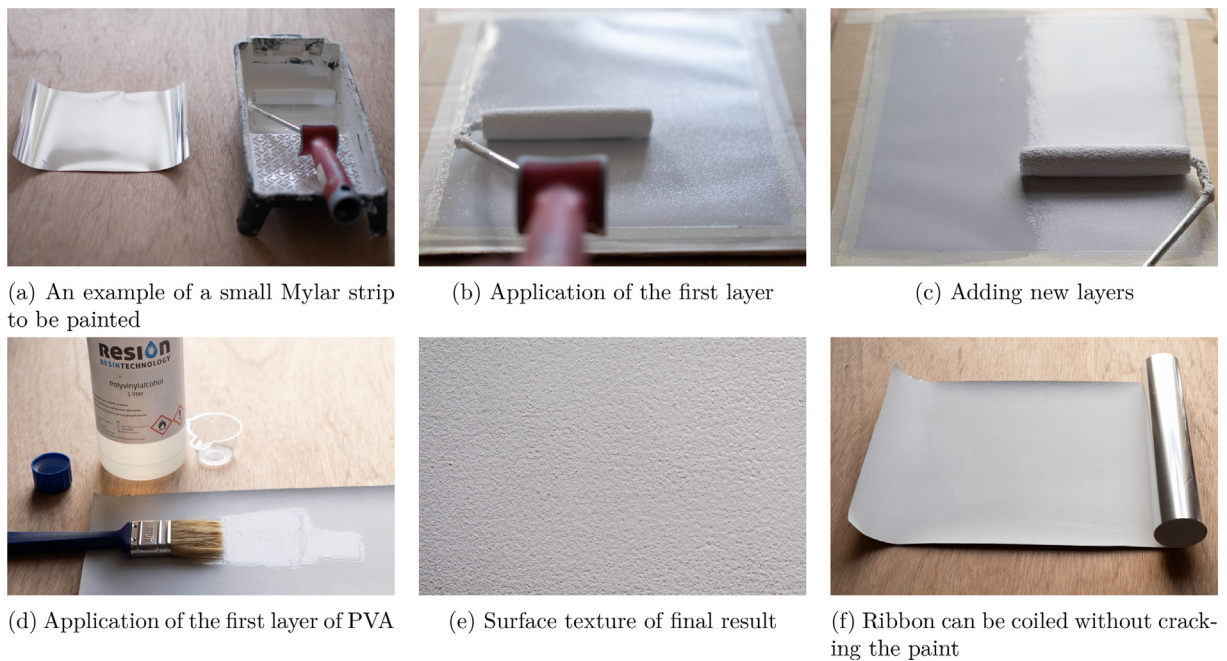 (a) An example of a small Mylar strip
to be painted
(b) Application of the first layer
(c) Adding new layers
RESION
RESINTECHNOLOGY
Polyvinylalcohol
1 liter
(d) Application of the first layer of PVA
(e) Surface texture of final result
(f) Ribbon can be coiled without crack-
ing the paint